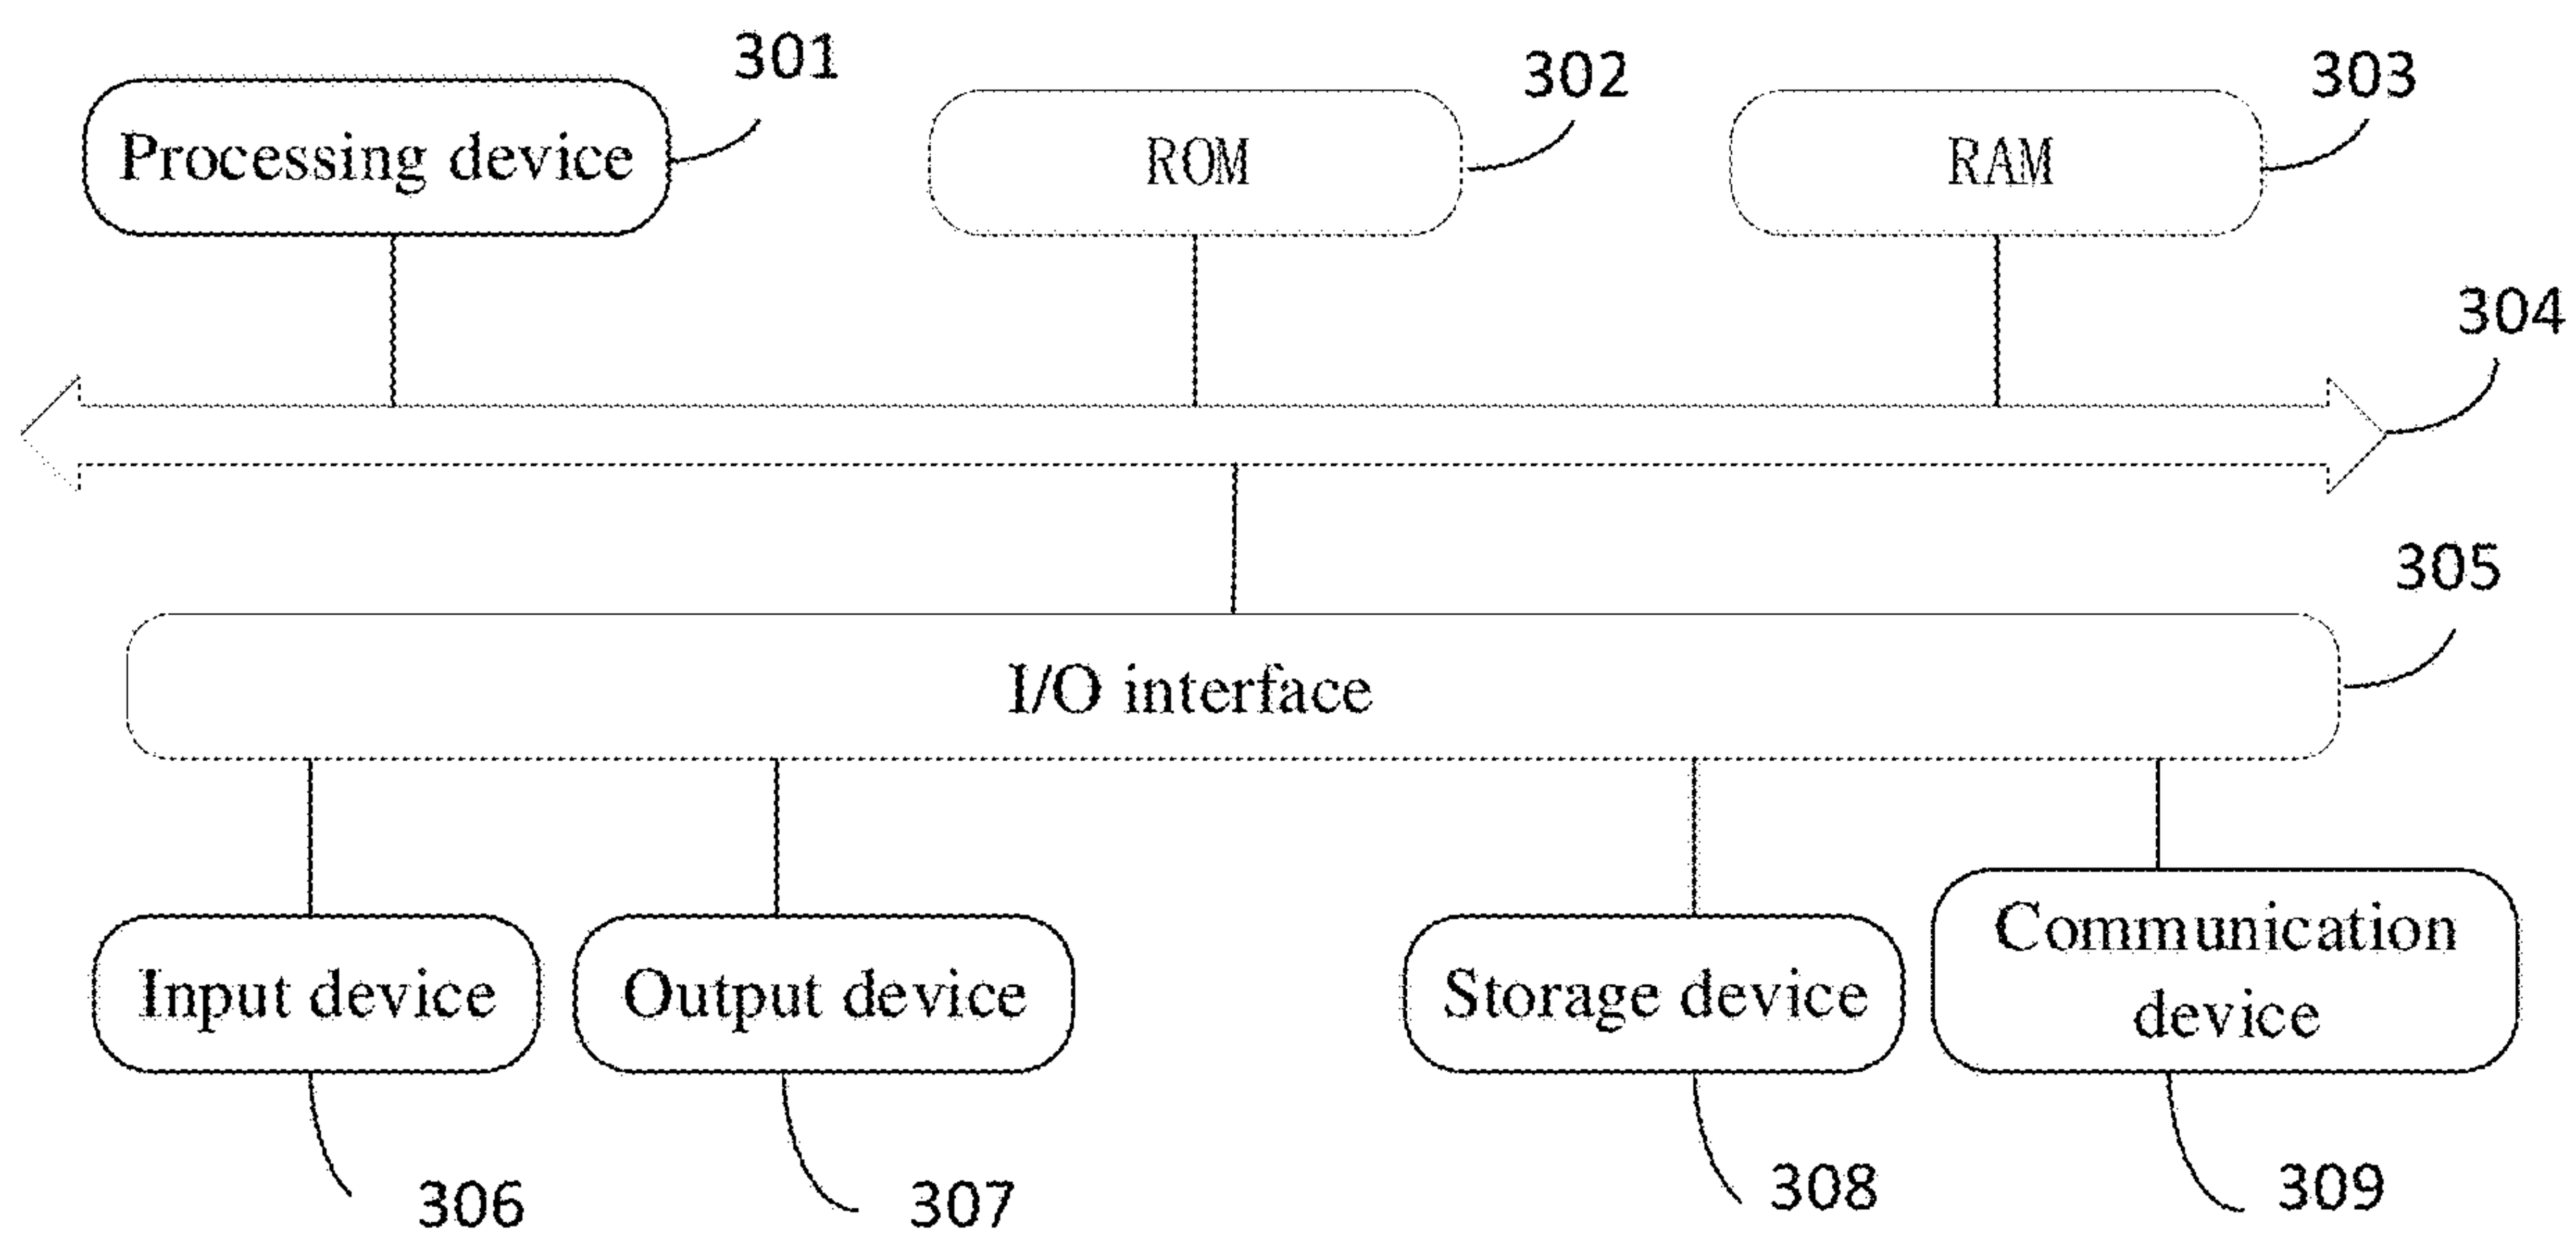 301
302
303
Processing device
ROM
RAM
304
305
I/O interface
Input device
Output device
Storage device
Communication
device
306
307
308
309